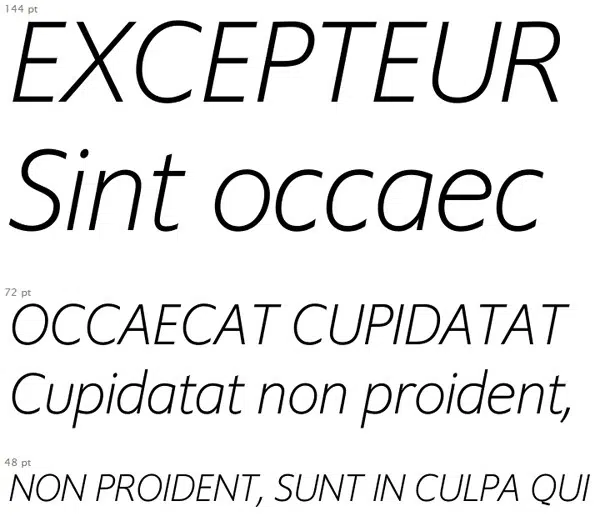 144 pt
EXCEPTEUR
Sint occaec
72 pt
OCCAECAT CUPIDATAT
Cupidatat non proident,
48 pt
NON PROIDENT, SUNT IN CULPA QUI